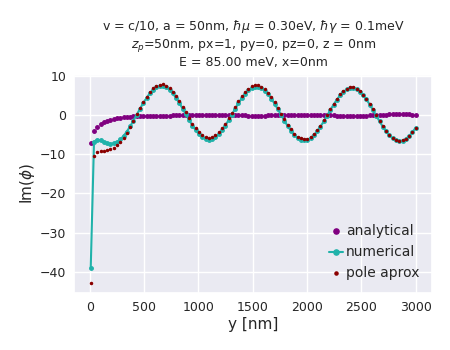 v = c/10, a = 50nm, ℏμ = 0.30eV, ℏγ = 0.1meV
zₚ=50nm, px=1, py=0, pz=0, z = 0nm
E = 85.00 meV, x=0nm
10
0
−10
−20
−30
−40
Im(ϕ)
analytical
numerical
pole aprox
0 500 1000 1500 2000 2500 3000
y [nm]